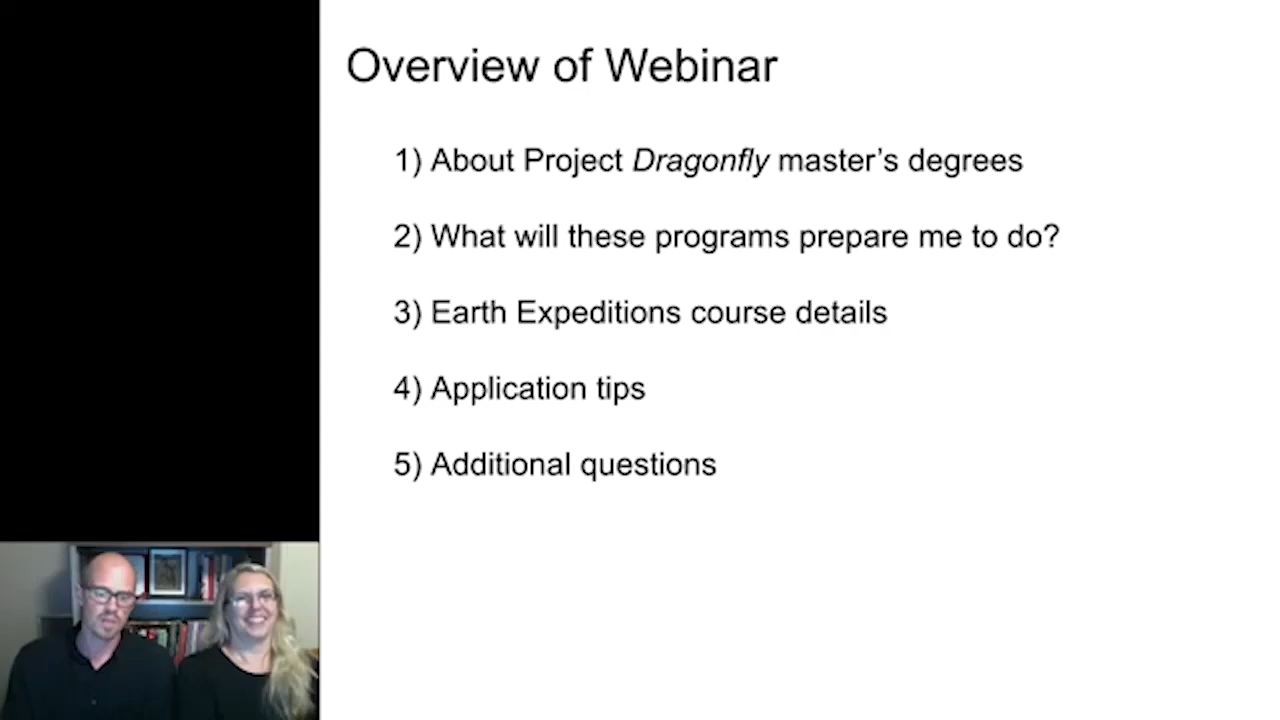 Overview of Webinar
1) About Project Dragonfly master’s degrees
2) What will these programs prepare me to do?
3) Earth Expeditions course details
4) Application tips
5) Additional questions